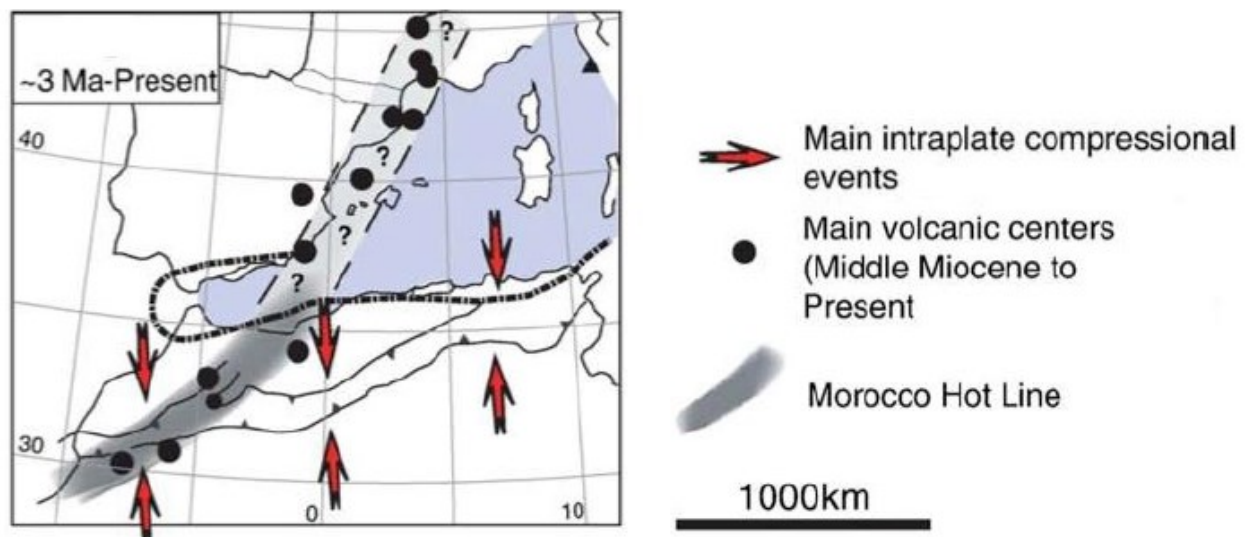 ~3 Ma-Present
?
40
?
?
?
30
0
10
Main intraplate compressional
events
Main volcanic centers
(Middle Miocene to
Present
Morocco Hot Line
1000km